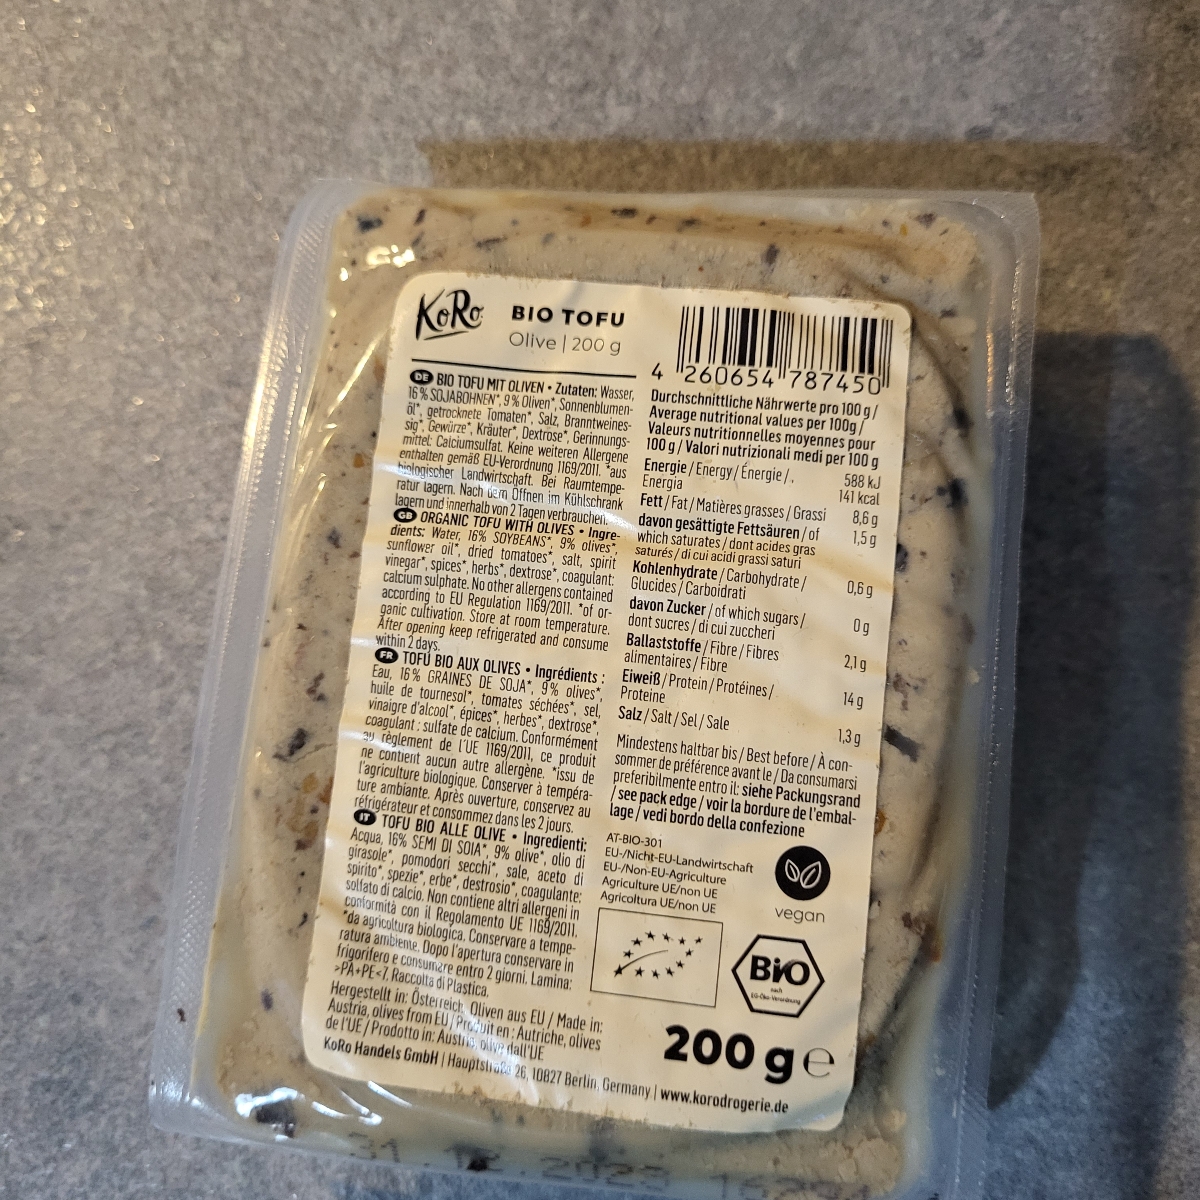 KoRo
BIO TOFU
Olive | 200 g
4 260654 787450
DE BIO TOFU MIT OLIVEN • Zutaten: Wasser,
16 % SOJABOHNEN*, 9 % Oliven*, Sonnenblumen-
öl*, getrocknete Tomaten*, Salz, Branntweines-
sig*, Gewürze*, Kräuter*, Dextrose*, Gerinnungs-
mittel: Calciumsulfat. Keine weiteren Allergene
enthalten gemäß EU-Verordnung 1169/2011. *aus
biologischer Landwirtschaft. Bei Raumtempe-
ratur lagern. Nach dem Öffnen im Kühlschrank
lagern und innerhalb von 2 Tagen verbrauchen.
GB ORGANIC TOFU WITH OLIVES • Ingre-
dients: Water, 16% SOYBEANS*, 9% olives*,
sunflower oil*, dried tomatoes*, salt, spirit
vinegar*, spices*, herbs*, dextrose*, coagulant:
calcium sulphate. No other allergens contained
according to EU Regulation 1169/2011. *of or-
ganic cultivation. Store at room temperature.
After opening keep refrigerated and consume
within 2 days.
FR TOFU BIO AUX OLIVES • Ingrédients :
Eau, 16% GRAINES DE SOJA*, 9% olives*,
huile de tournesol*, tomates séchées*, sel,
vinaigre d'alcool*, épices*, herbes*, dextrose*,
coagulant : sulfate de calcium. Conformément
au règlement de l'UE 1169/2011, ce produit
ne contient aucun autre allergène. *issu de
l'agriculture biologique. Conserver à tempéra-
ture ambiante. Après ouverture, conservez au
réfrigérateur et consommez dans les 2 jours.
IT TOFU BIO ALLE OLIVE • Ingredienti:
Acqua, 16% SEMI DI SOIA*, 9% olive*, olio di
girasole*, pomodori secchi*, sale, aceto di
spirito*, spezie*, erbe*, destrosio*, coagulante:
solfato di calcio. Non contiene altri allergeni in
conformità con il Regolamento UE 1169/2011.
*da agricoltura biologica. Conservare a tempe-
ratura ambiente. Dopo l'apertura conservare in
frigorifero e consumare entro 2 giorni. Lamina:
>PA+PE<7. Raccolta di Plastica.
Hergestellt in: Österreich, Oliven aus EU / Made in:
Austria, olives from EU / Produit en : Autriche, olives
de l'UE / Prodotto in: Austria, olive dall'UE
KoRo Handels GmbH | Hauptstraße 26, 10827 Berlin, Germany | www.korodrogerie.de
Durchschnittliche Nährwerte pro 100 g /
Average nutritional values per 100g /
Valeurs nutritionnelles moyennes pour
100 g / Valori nutrizionali medi per 100 g
Energie / Energy / Énergie / 588 kJ
Energia 141 kcal
Fett / Fat / Matières grasses / Grassi 8,6 g
davon gesättigte Fettsäuren / of 1,5 g
which saturates / dont acides gras
saturés / di cui acidi grassi saturi
Kohlenhydrate / Carbohydrate / 0,6 g
Glucides / Carboidrati
davon Zucker / of which sugars / 0 g
dont sucres / di cui zuccheri
Ballaststoffe / Fibre / Fibres 2,1 g
alimentaires / Fibre
Eiweiß / Protein / Protéines / 14 g
Proteine
Salz / Salt / Sel / Sale 1,3 g
Mindestens haltbar bis / Best before / À con-
sommer de préférence avant le / Da consumarsi
preferibilmente entro il: siehe Packungsrand
/ see pack edge / voir la bordure de l'embal-
lage / vedi bordo della confezione
AT-BIO-301
EU-/Nicht-EU-Landwirtschaft
EU-/Non-EU-Agriculture
Agriculture UE/non UE
Agricoltura UE/non UE
vegan
Bio
nach
EG-Öko-Verordnung
200 g e